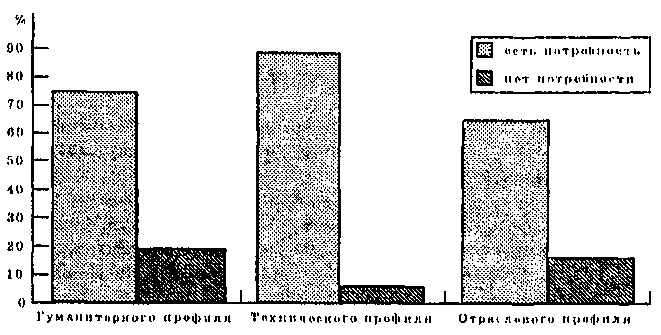 %
90
80
70
60
50
40
30
20
10
0
есть потребность
нет потребности
Гуманиторного профиля
Технического профиля
Отраслевого профиля